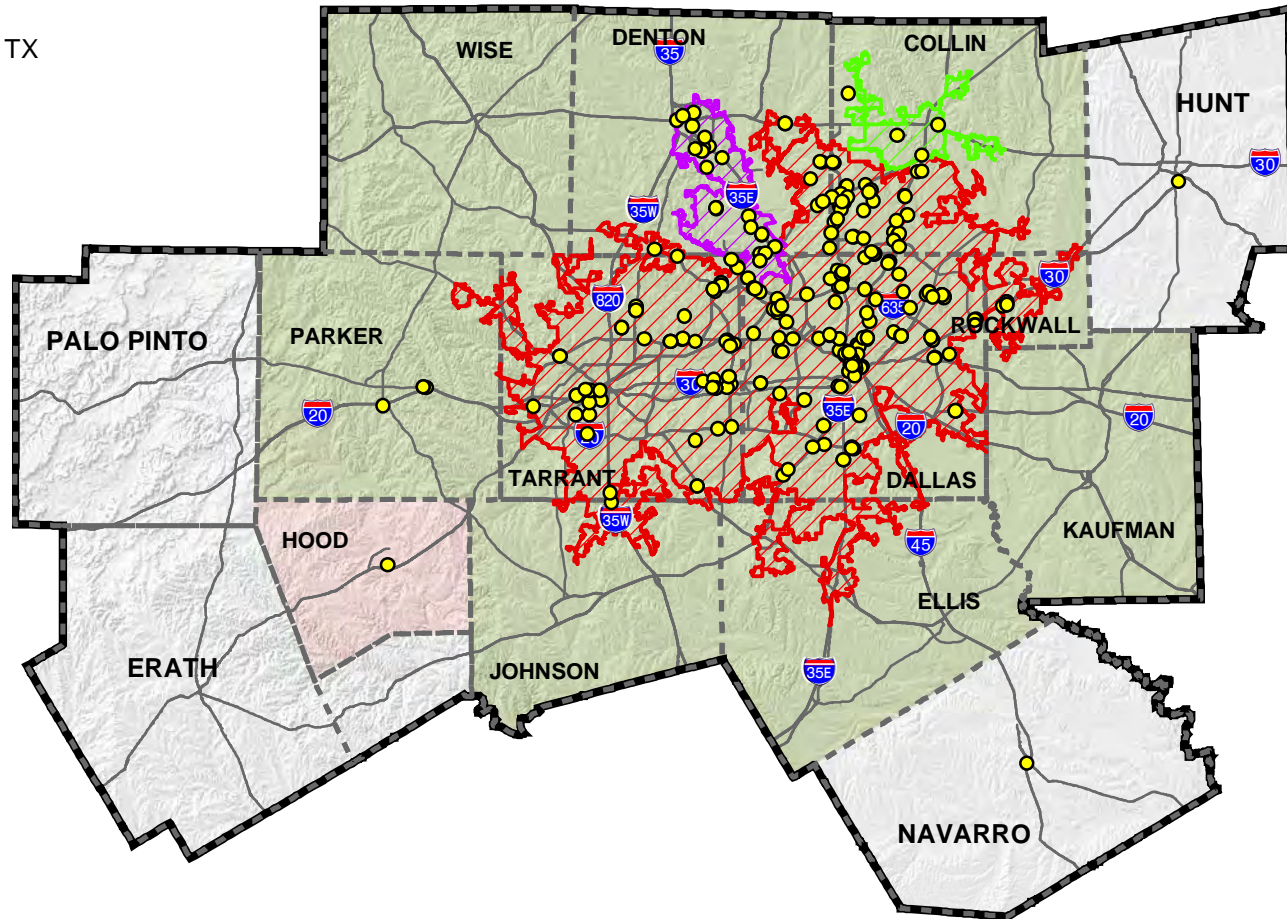 TX
WISE
DENTON
35
COLLIN
HUNT
30
35E
35W
30
820
635
PALO PINTO
PARKER
ROCKWALL
20
30
35E
20
20
TARRANT
DALLAS
35W
HOOD
45
KAUFMAN
ELLIS
ERATH
JOHNSON
35E
NAVARRO